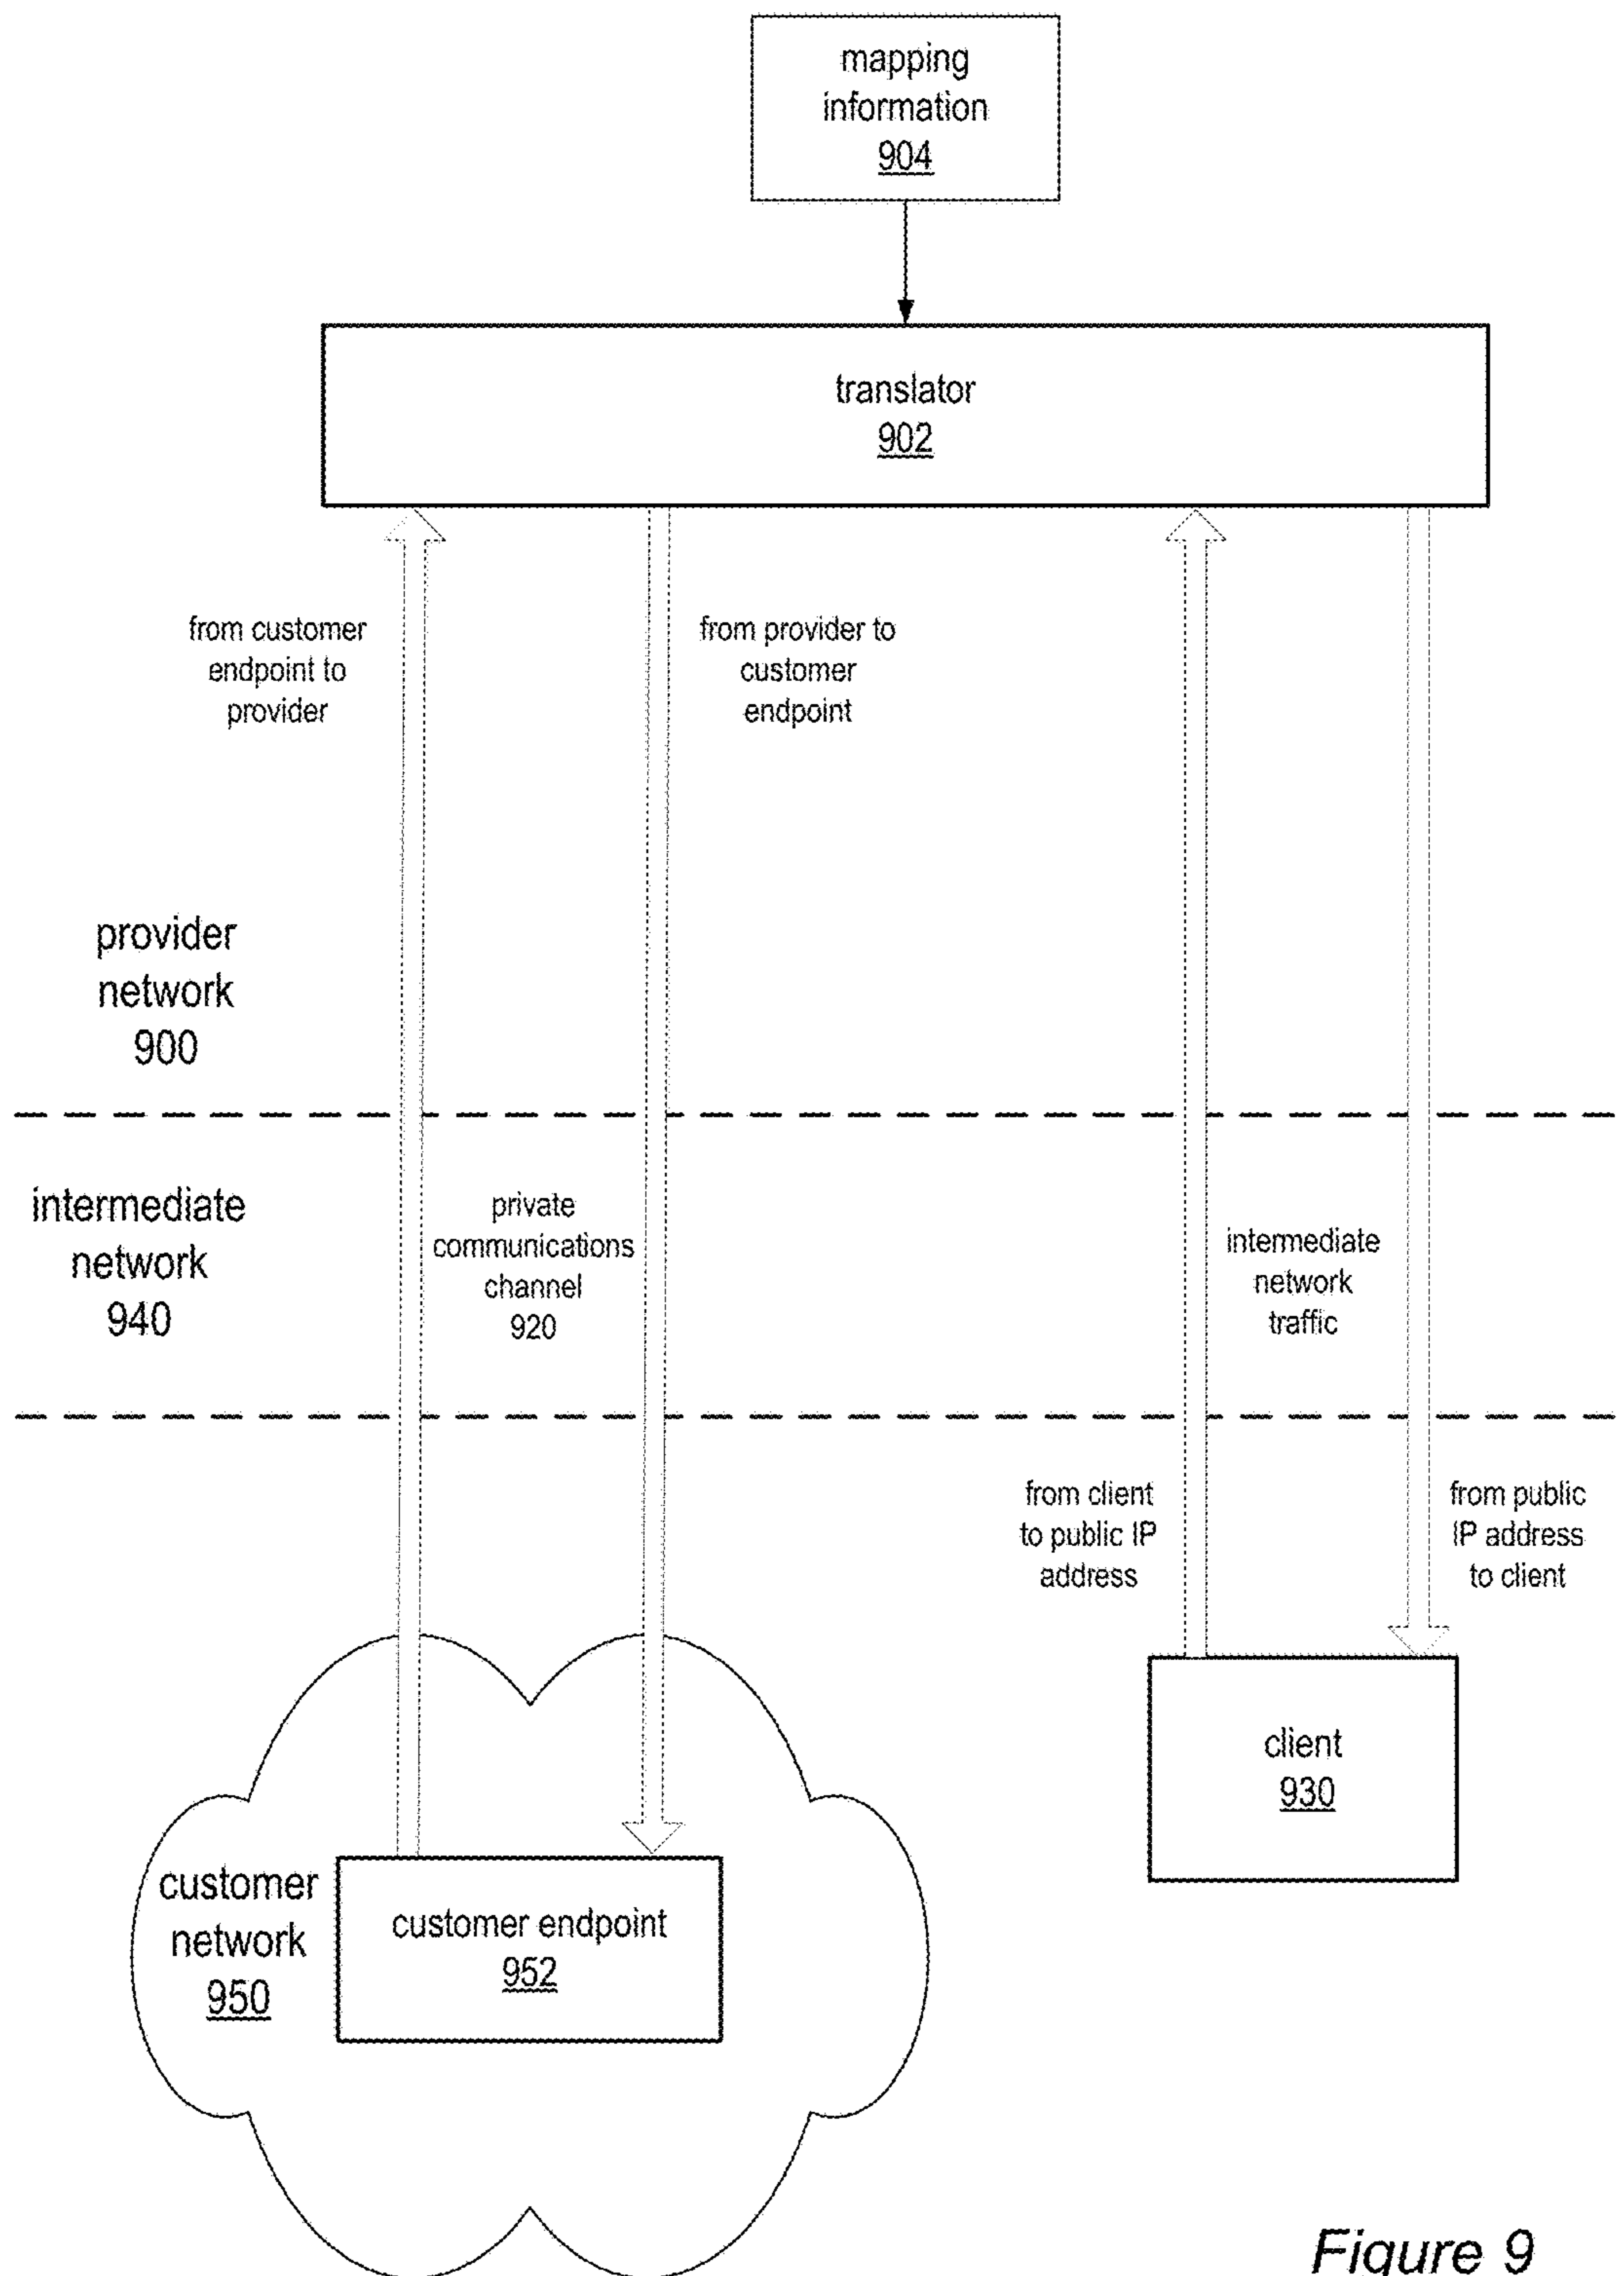 mapping
information
904
translator
902
from customer
endpoint to
provider
from provider to
customer
endpoint
provider
network
900
intermediate
network
940
private
communications
channel
920
intermediate
network
traffic
from client
to public IP
address
from public
IP address
to client
client
930
customer
network
950
customer endpoint
952
Figure 9